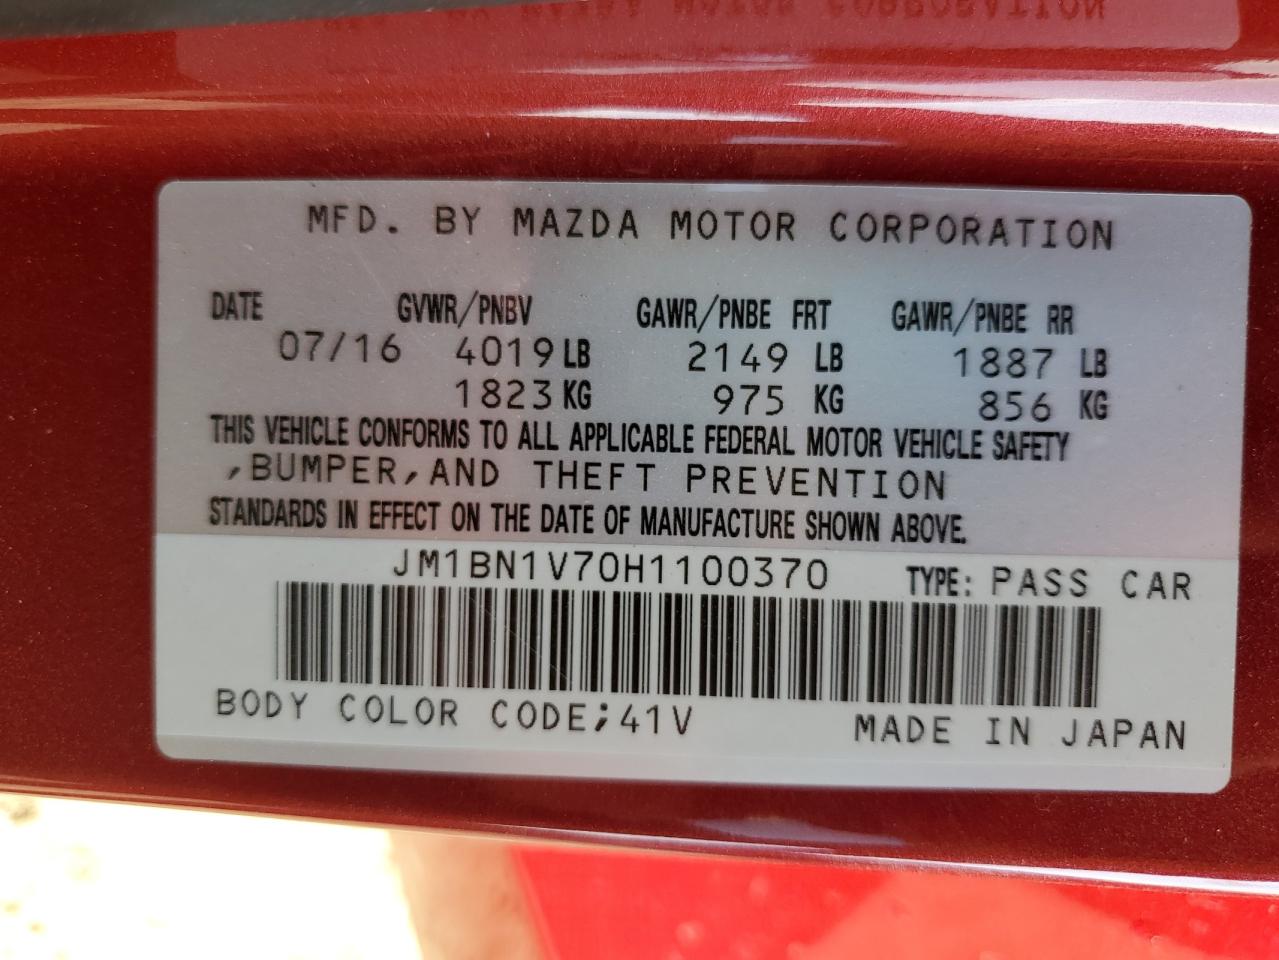 MFD. BY MAZDA MOTOR CORPORATION
DATE GVWR/PNBV GAWR/PNBE FRT GAWR/PNBE RR
07/16 4019 LB 2149 LB 1887 LB
1823 KG 975 KG 856 KG
THIS VEHICLE CONFORMS TO ALL APPLICABLE FEDERAL MOTOR VEHICLE SAFETY
,BUMPER,AND THEFT PREVENTION
STANDARDS IN EFFECT ON THE DATE OF MANUFACTURE SHOWN ABOVE.
JM1BN1V70H1100370 TYPE: PASS CAR
BODY COLOR CODE;41V MADE IN JAPAN